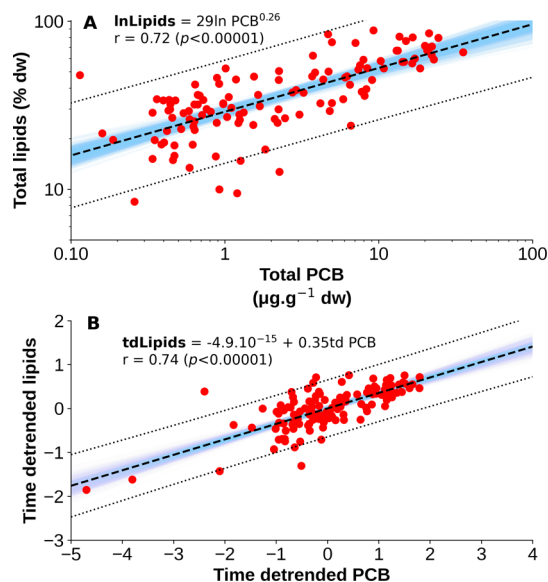 A
lnLipids = 29ln PCB^0.26
r = 0.72 (p<0.00001)
100
10
Total lipids (% dw)
0.10 1 10 100
Total PCB
(µg.g⁻¹ dw)
B
tdLipids = -4.9.10⁻¹⁵ + 0.35td PCB
r = 0.74 (p<0.00001)
2
1
0
−1
−2
−3
Time detrended lipids
−5 −4 −3 −2 −1 0 1 2 3 4
Time detrended PCB